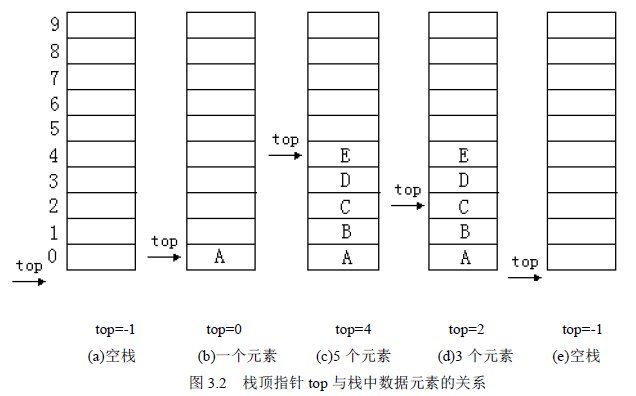 9
8
7
6
5
top
4 E E
3 D D
top
2 C C
1 B B
top
0 A A A
top
top
top=-1 top=0 top=4 top=2 top=-1
(a)空栈 (b)一个元素 (c)5 个元素 (d)3 个元素 (e)空栈
图 3.2 栈顶指针 top 与栈中数据元素的关系